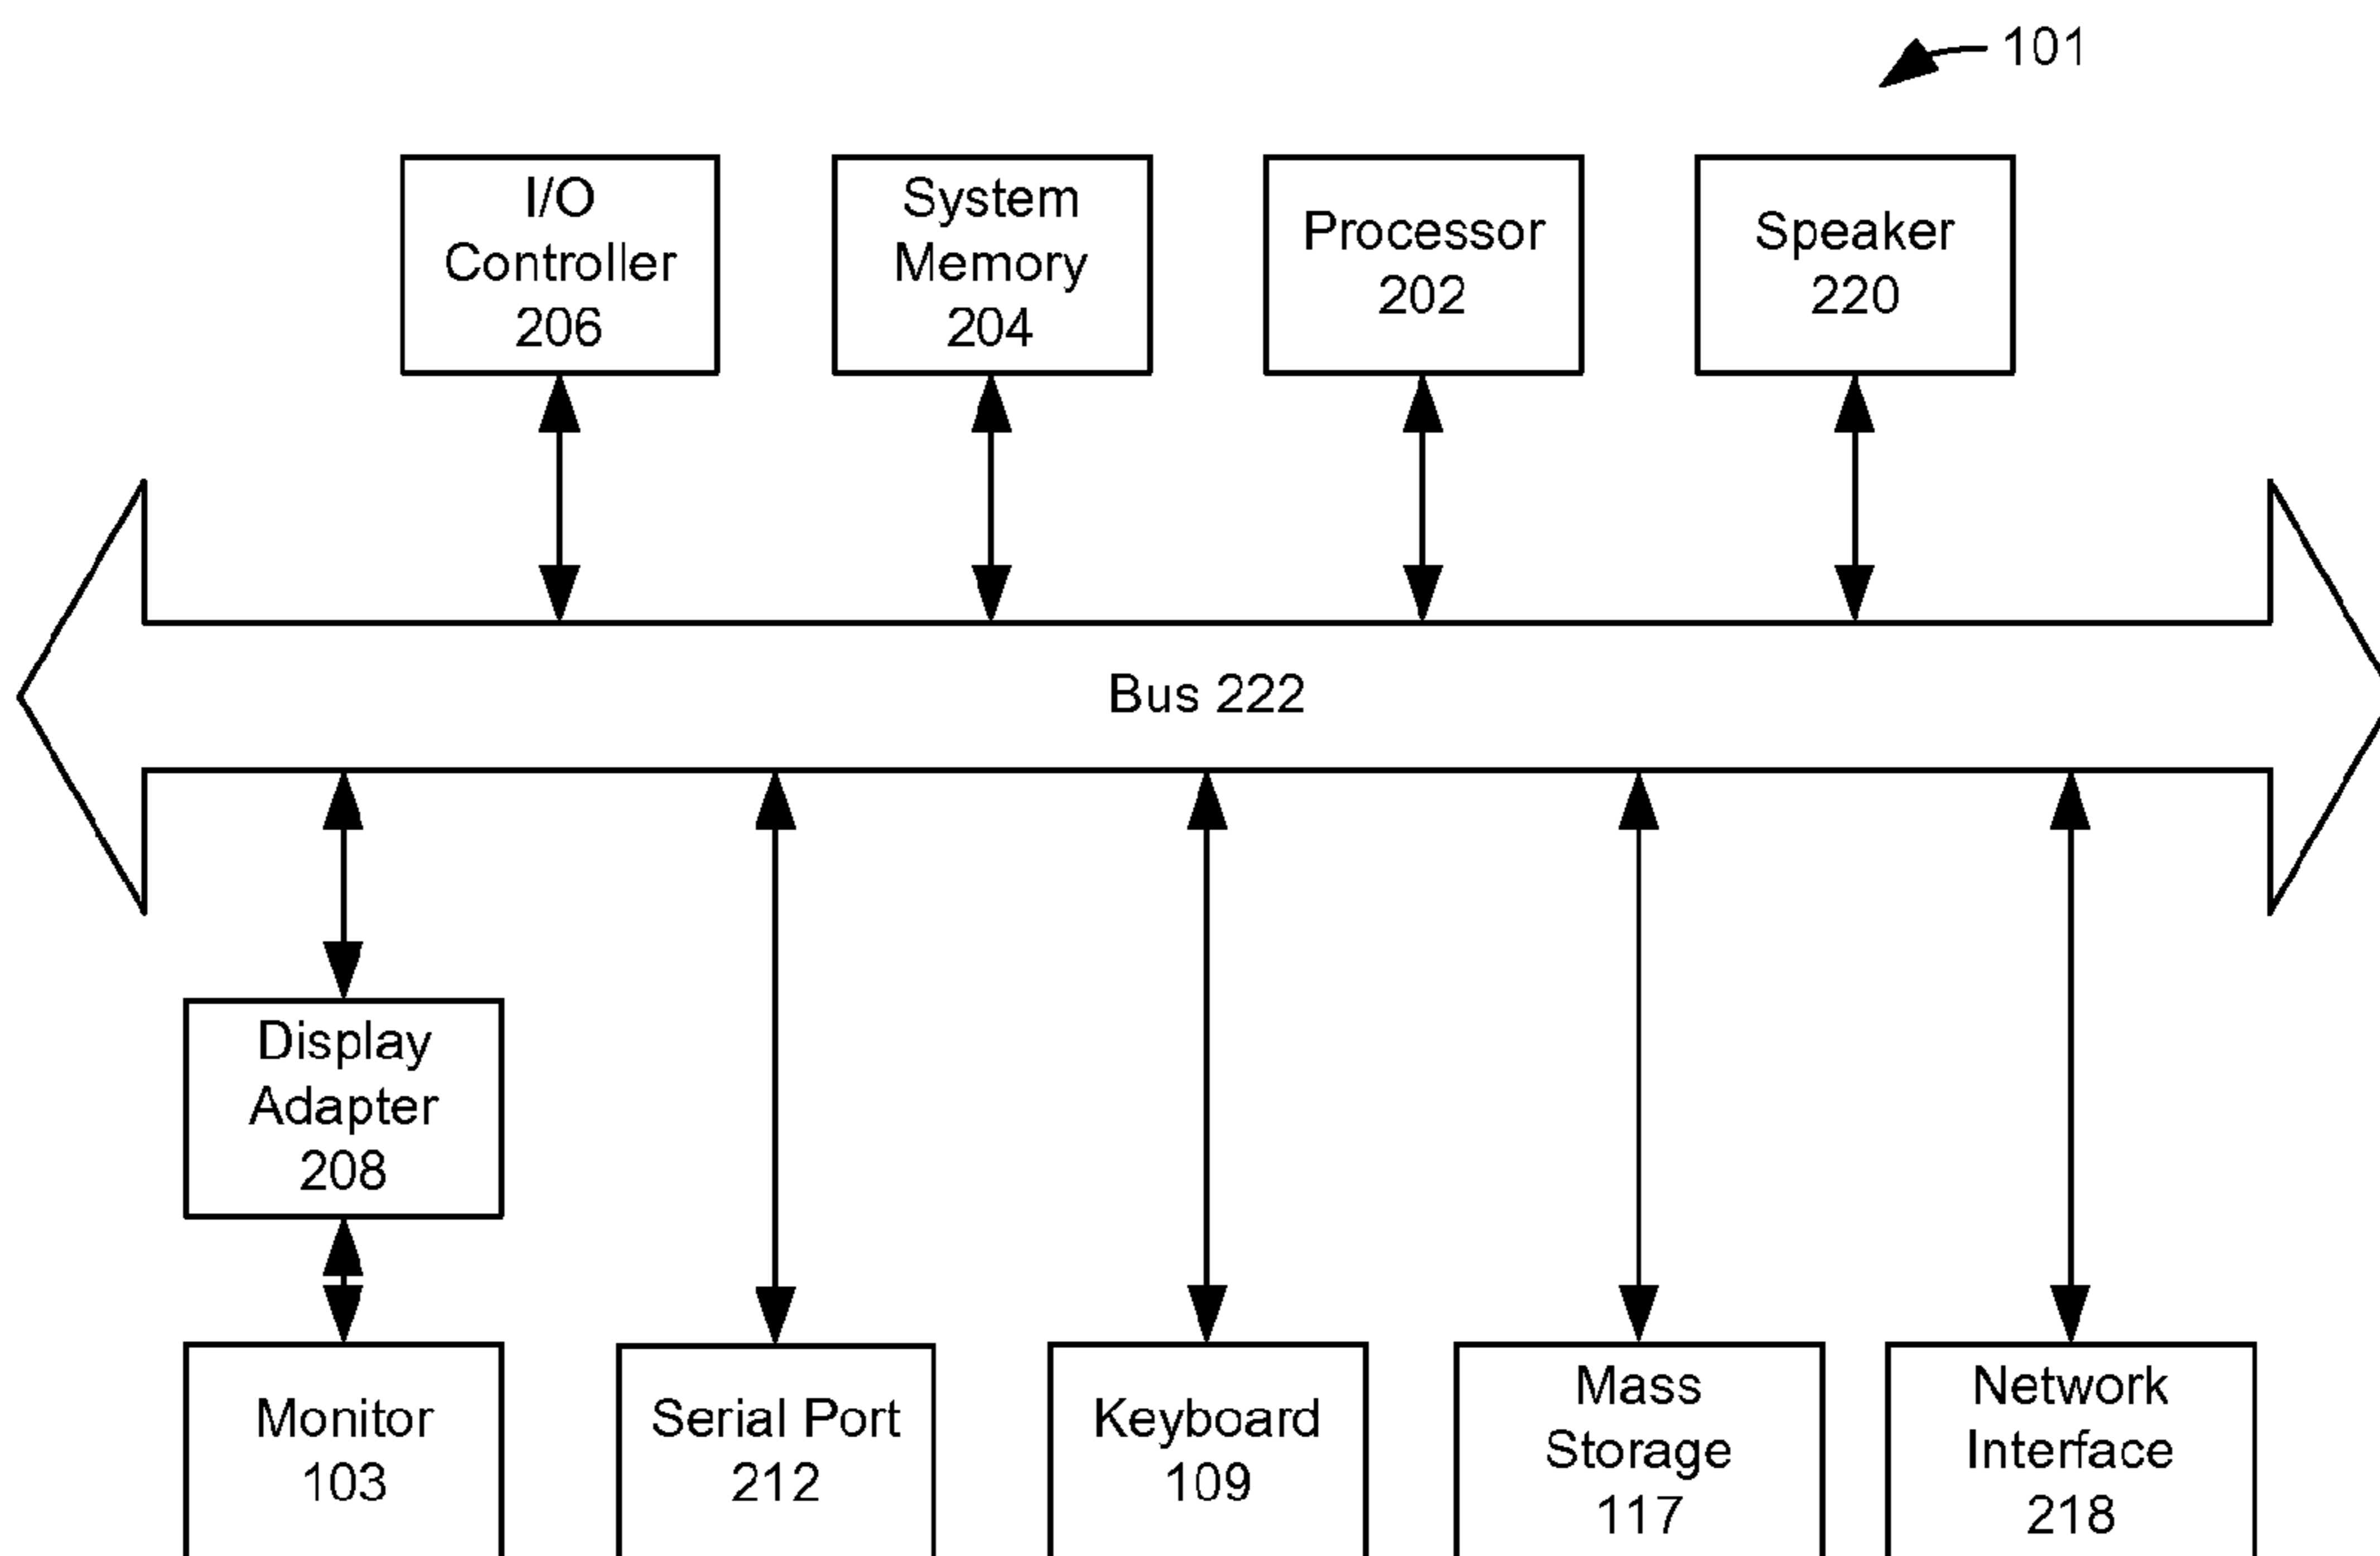 101
I/O
Controller
206
System
Memory
204
Processor
202
Speaker
220
Bus 222
Display
Adapter
208
Monitor
103
Serial Port
212
Keyboard
109
Mass
Storage
117
Network
Interface
218